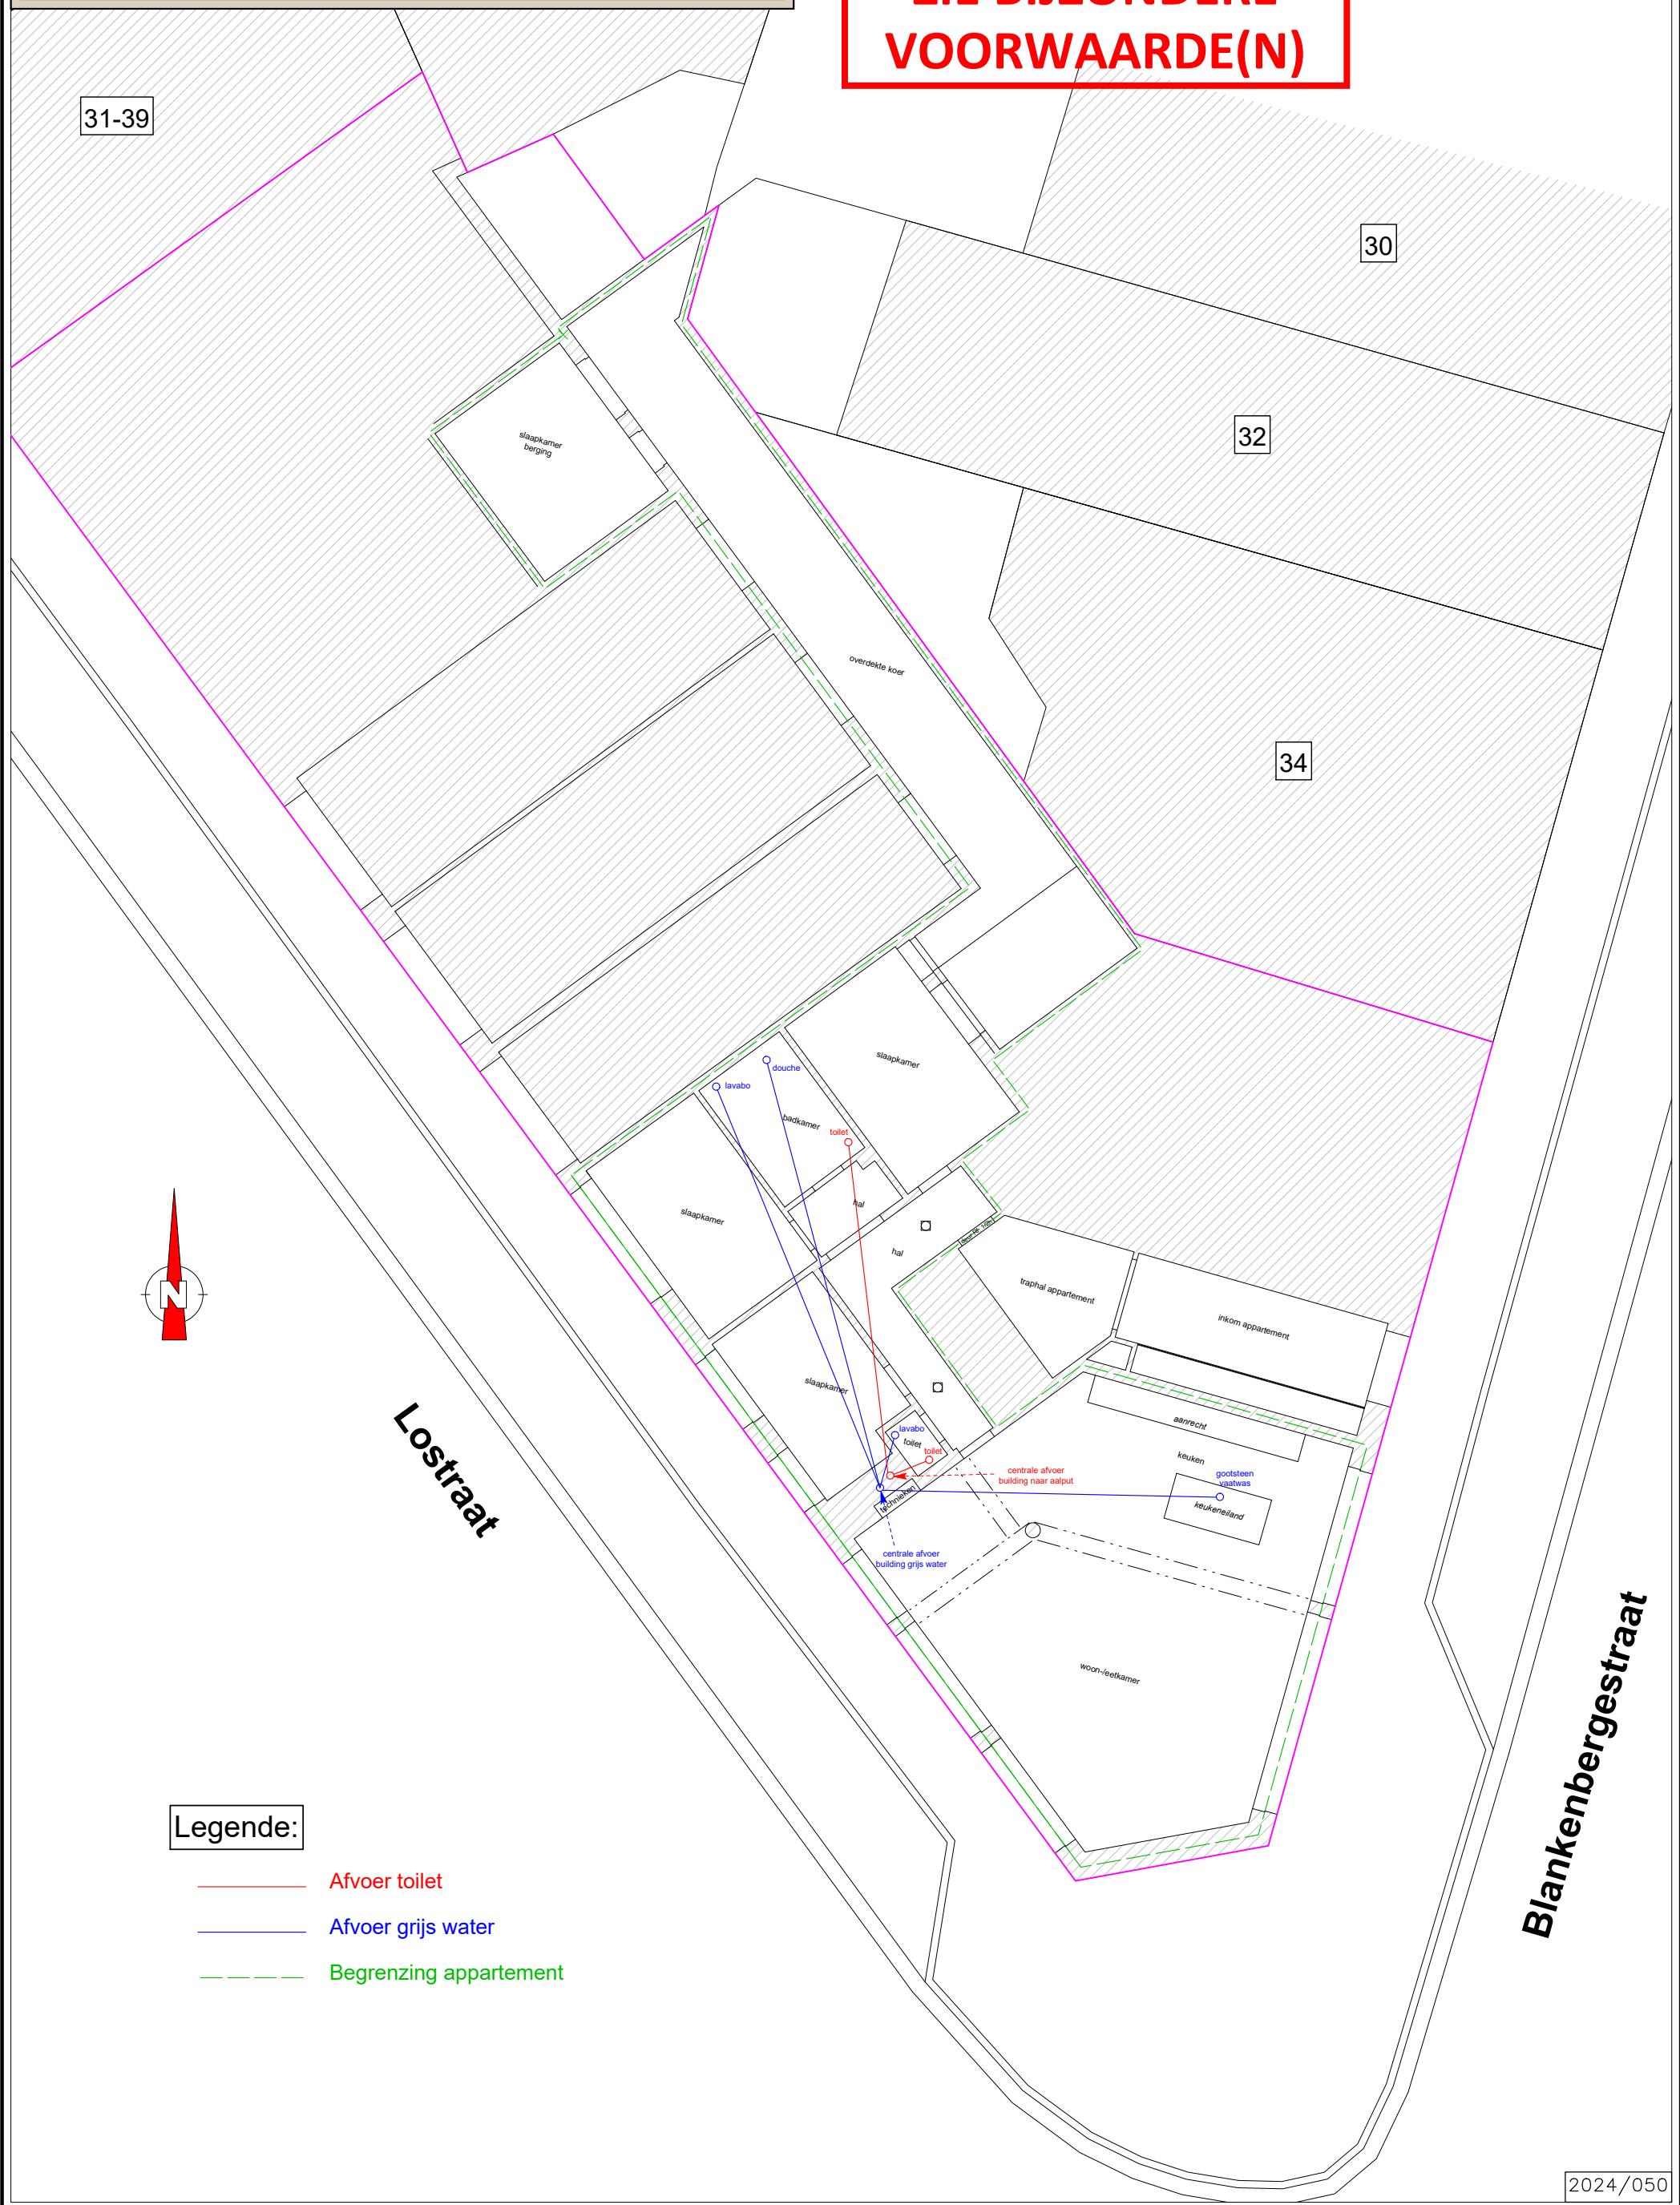 VOORWAARDE(N)
31-39
30
32
34
slaapkamer
berging
overdekte koer
slaapkamer
douche
lavabo
badkamer
toilet
hal
slaapkamer
hal
traphal appartement
inkom appartement
slaapkamer
aanrecht
lavabo
toilet
toilet
keuken
centrale afvoer
building naar aalput
gootsteen
vaatwas
technieken
keukeneiland
centrale afvoer
building grijs water
woon-/eetkamer
N
Lostraat
Blankenbergestraat
Legende:
Afvoer toilet
Afvoer grijs water
Begrenzing appartement
2024/050